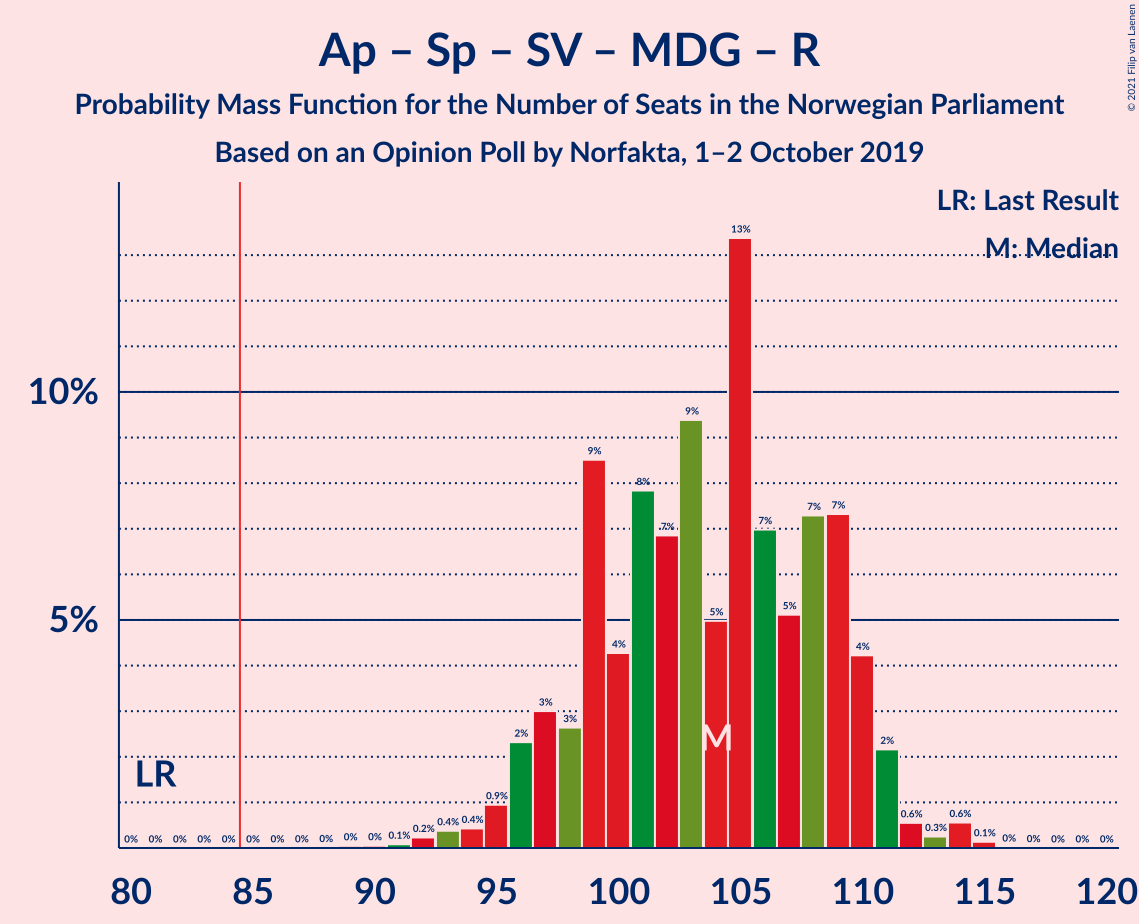 Ap – Sp – SV – MDG – R
Probability Mass Function for the Number of Seats in the Norwegian Parliament
Based on an Opinion Poll by Norfakta, 1–2 October 2019
© 2021 Filip van Laenen
LR: Last Result
M: Median
10%
5%
LR
M
0% 0% 0% 0% 0% 0% 0% 0% 0% 0% 0% 0.1% 0.2% 0.4% 0.4% 0.9% 2% 3% 3% 9% 4% 8% 7% 9% 5% 13% 7% 5% 7% 7% 4% 2% 0.6% 0.3% 0.6% 0.1% 0% 0% 0% 0% 0%
80 85 90 95 100 105 110 115 120